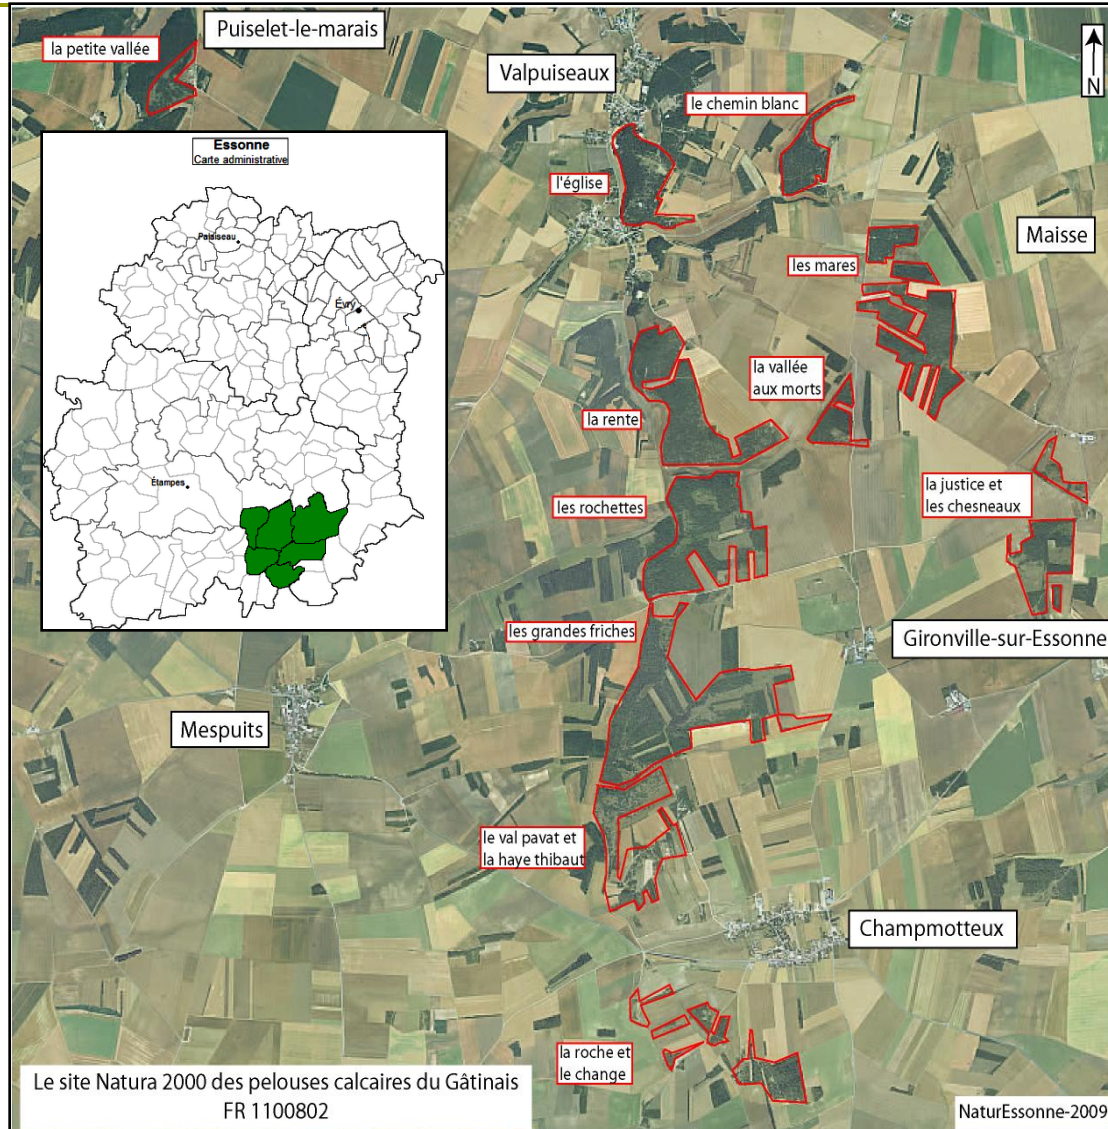 Puiselet-le-marais
la petite vallée
Valpuiseaux
le chemin blanc
N
Essonne
Carte administrative
Palaiseau
Évry
Étampes
l'église
Maisse
les mares
la vallée
aux morts
la rente
la justice et
les chesneaux
les rochettes
les grandes friches
Gironville-sur-Essonne
Mespuits
le val pavat et
la haye thibaut
Champmotteux
la roche et
le change
Le site Natura 2000 des pelouses calcaires du Gâtinais
FR 1100802
NaturEssonne-2009